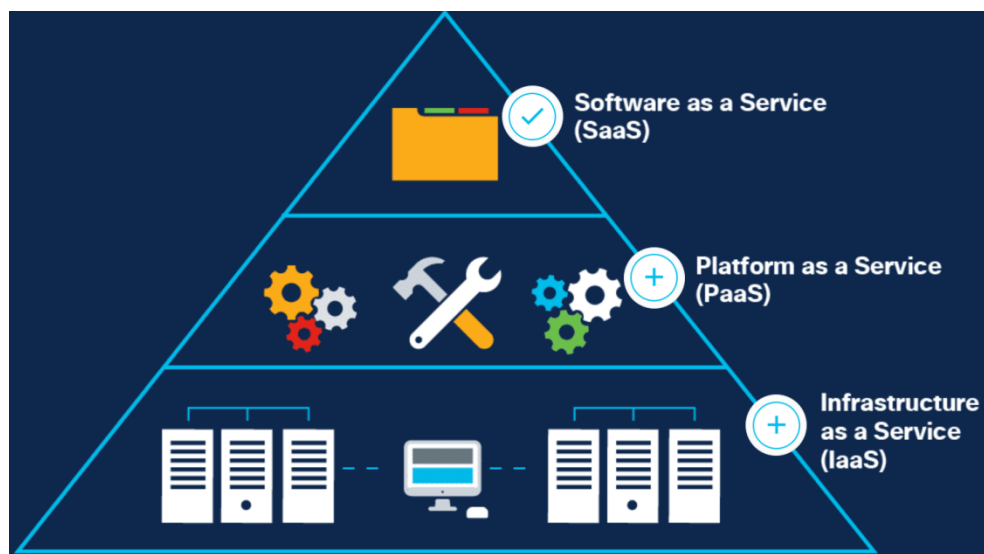 Software as a Service
(SaaS)
Platform as a Service
(PaaS)
Infrastructure
as a Service
(IaaS)